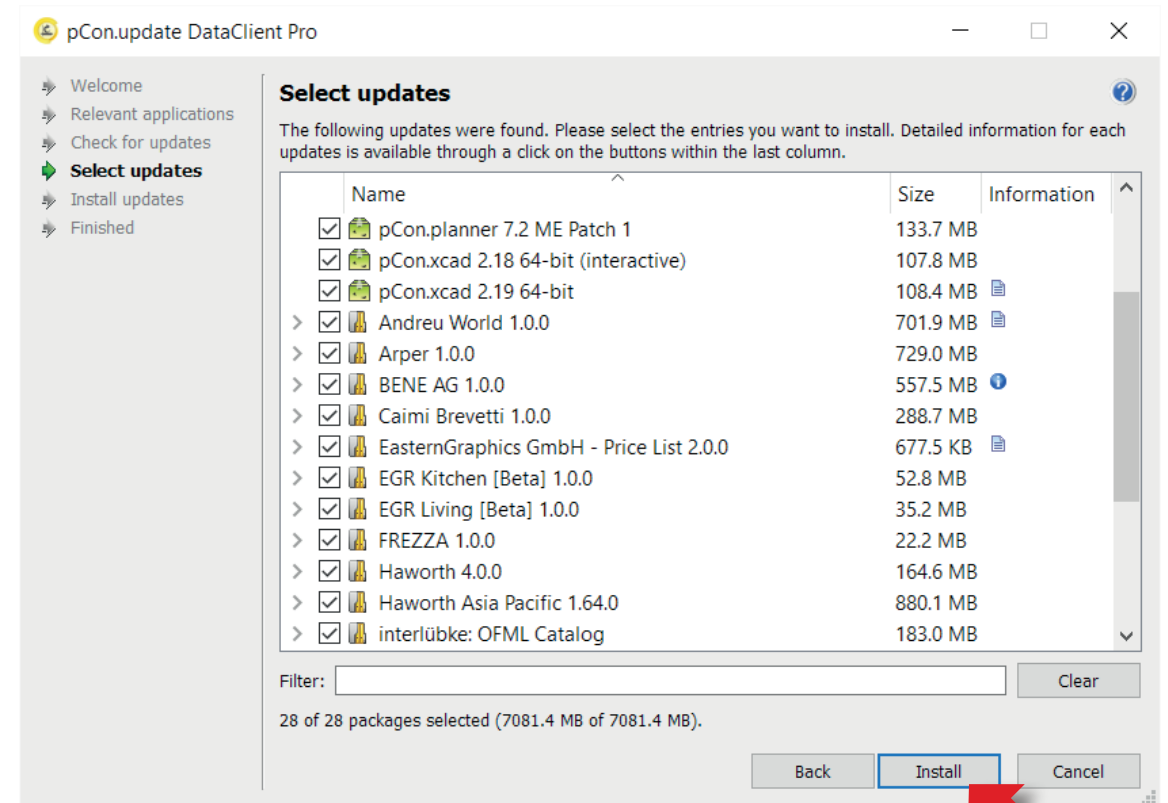 pCon.update DataClient Pro
Welcome
Relevant applications
Check for updates
Select updates
Install updates
Finished
Select updates
The following updates were found. Please select the entries you want to install. Detailed information for each
updates is available through a click on the buttons within the last column.
Name Size Information
pCon.planner 7.2 ME Patch 1 133.7 MB
pCon.xcad 2.18 64-bit (interactive) 107.8 MB
pCon.xcad 2.19 64-bit 108.4 MB
Andreu World 1.0.0 701.9 MB
Arper 1.0.0 729.0 MB
BENE AG 1.0.0 557.5 MB
Caimi Brevetti 1.0.0 288.7 MB
EasternGraphics GmbH - Price List 2.0.0 677.5 KB
EGR Kitchen [Beta] 1.0.0 52.8 MB
EGR Living [Beta] 1.0.0 35.2 MB
FREZZA 1.0.0 22.2 MB
Haworth 4.0.0 164.6 MB
Haworth Asia Pacific 1.64.0 880.1 MB
interlübke: OFML Catalog 183.0 MB
Filter: Clear
28 of 28 packages selected (7081.4 MB of 7081.4 MB).
Back Install Cancel